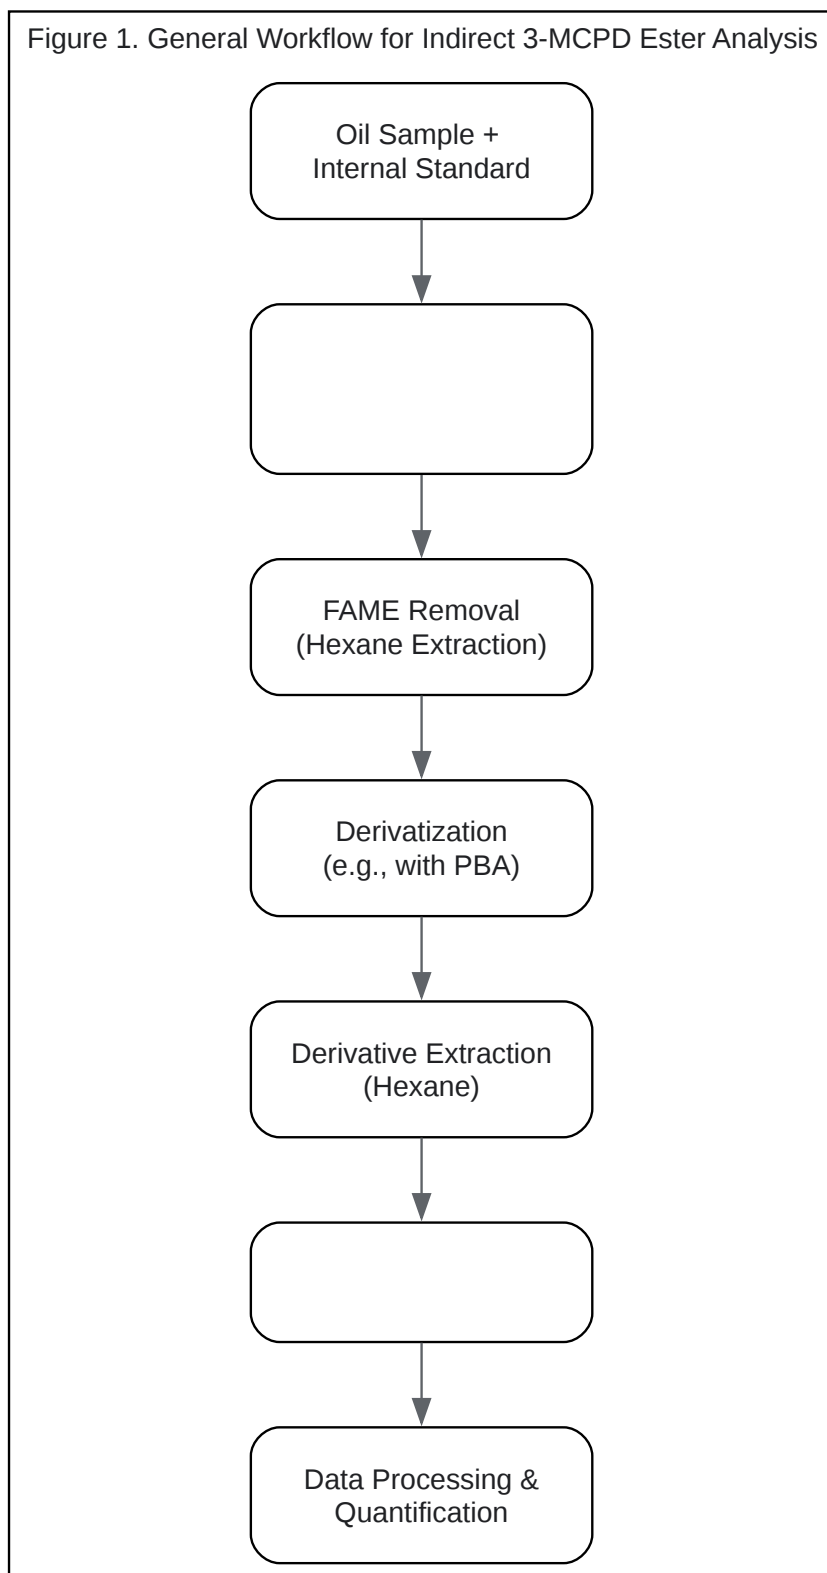 Figure 1. General Workflow for Indirect 3-MCPD Ester Analysis
Oil Sample +
Internal Standard
FAME Removal
(Hexane Extraction)
Derivatization
(e.g., with PBA)
Derivative Extraction
(Hexane)
Data Processing &
Quantification